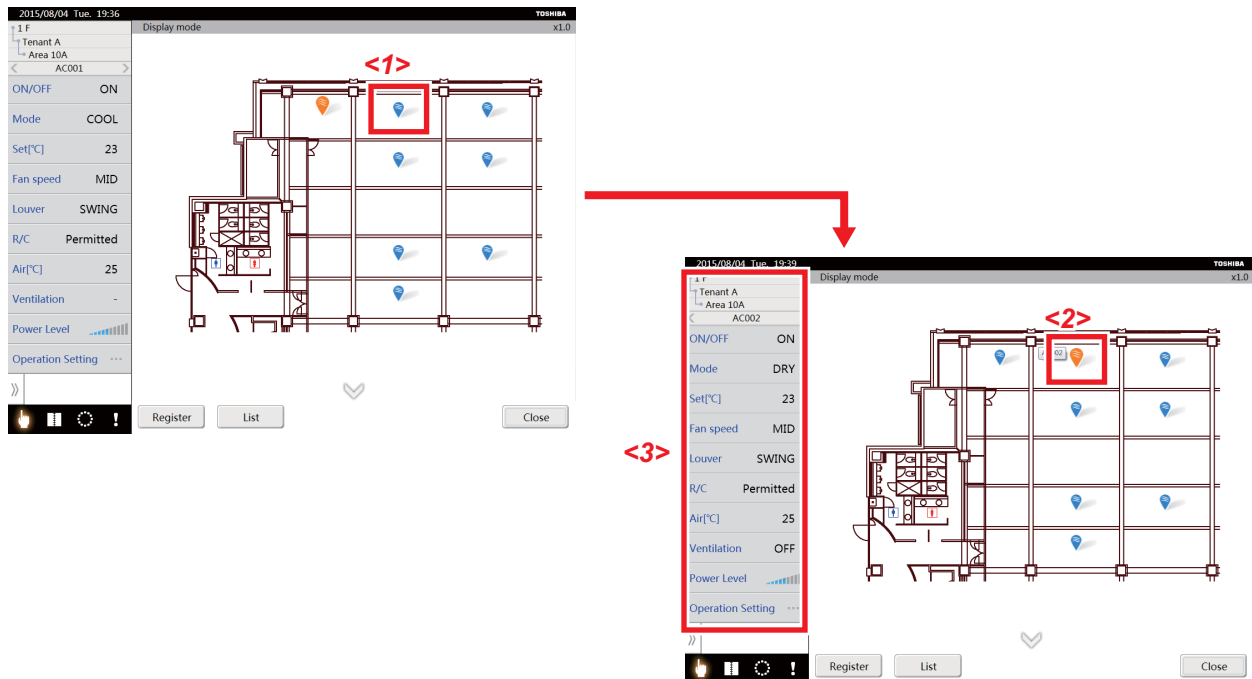 2015/08/04 Tue. 19:36 TOSHIBA
1 F
Tenant A
Area 10A
AC001
Display mode x1.0
<1>
ON/OFF ON
Mode COOL
Set[°C] 23
Fan speed MID
Louver SWING
R/C Permitted
Air[°C] 25
Ventilation -
Power Level
Operation Setting ···
Register List Close
2015/08/04 Tue. 19:39 TOSHIBA
1 F
Tenant A
Area 10A
AC002
Display mode x1.0
<2>
<3>
ON/OFF ON
Mode DRY
Set[°C] 23
Fan speed MID
Louver SWING
R/C Permitted
Air[°C] 25
Ventilation OFF
Power Level
Operation Setting ···
Register List Close